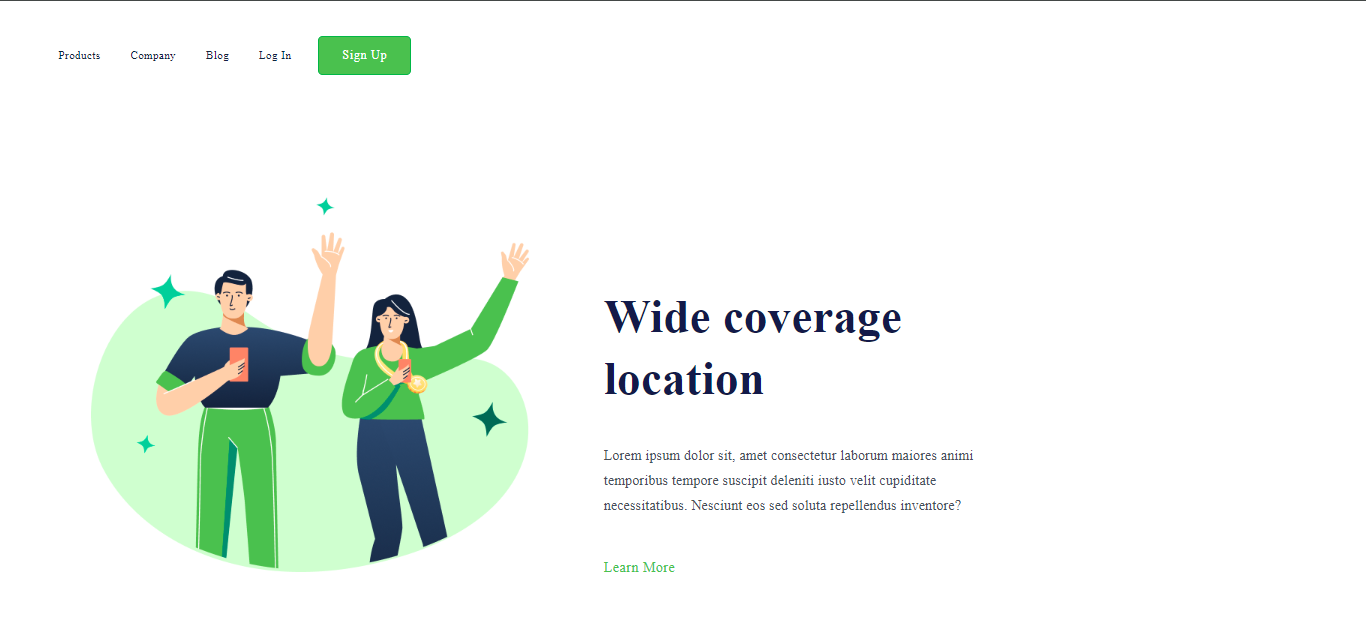 Products Company Blog Log In Sign Up
Wide coverage
location
Lorem ipsum dolor sit, amet consectetur laborum maiores animi
temporibus tempore suscipit deleniti iusto velit cupiditate
necessitatibus. Nesciunt eos sed soluta repellendus inventore?
Learn More